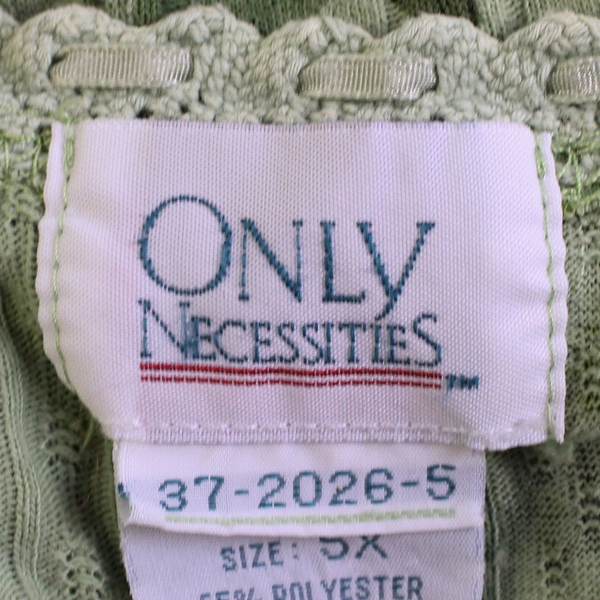 ONLY
NECESSITIES
TM
37-2026-5
SIZE: 5X
POLYESTER